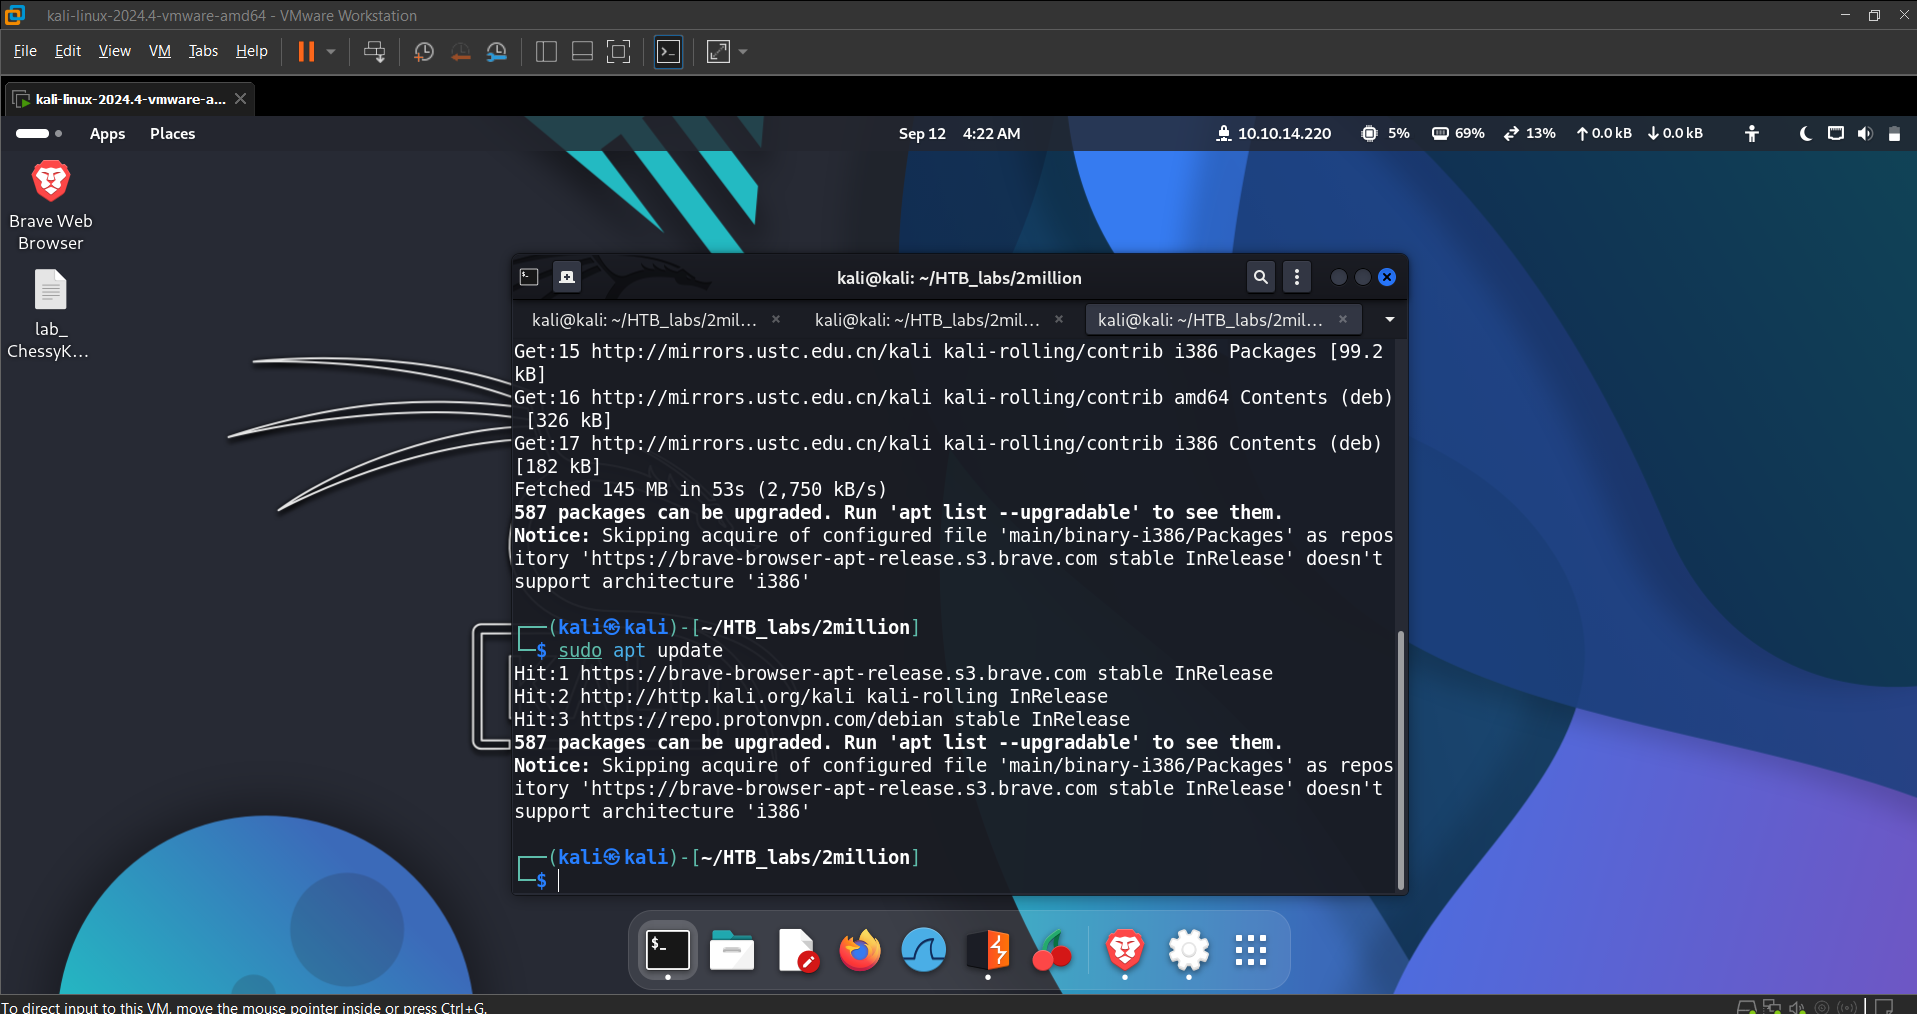 kali-linux-2024.4-vmware-amd64 - VMware Workstation
File Edit View VM Tabs Help
kali-linux-2024.4-vmware-a...
Apps Places Sep 12 4:22 AM 10.10.14.220 5% 69% 13% 0.0 kB 0.0 kB
Brave Web
Browser
lab_
ChessyK...
kali@kali: ~/HTB_labs/2million
kali@kali: ~/HTB_labs/2mil... kali@kali: ~/HTB_labs/2mil... kali@kali: ~/HTB_labs/2mil...
Get:15 http://mirrors.ustc.edu.cn/kali kali-rolling/contrib i386 Packages [99.2
kB]
Get:16 http://mirrors.ustc.edu.cn/kali kali-rolling/contrib amd64 Contents (deb)
[326 kB]
Get:17 http://mirrors.ustc.edu.cn/kali kali-rolling/contrib i386 Contents (deb)
[182 kB]
Fetched 145 MB in 53s (2,750 kB/s)
587 packages can be upgraded. Run 'apt list --upgradable' to see them.
Notice: Skipping acquire of configured file 'main/binary-i386/Packages' as repos
itory 'https://brave-browser-apt-release.s3.brave.com stable InRelease' doesn't
support architecture 'i386'
(kali㉿kali)-[~/HTB_labs/2million]
$ sudo apt update
Hit:1 https://brave-browser-apt-release.s3.brave.com stable InRelease
Hit:2 http://http.kali.org/kali kali-rolling InRelease
Hit:3 https://repo.protonvpn.com/debian stable InRelease
587 packages can be upgraded. Run 'apt list --upgradable' to see them.
Notice: Skipping acquire of configured file 'main/binary-i386/Packages' as repos
itory 'https://brave-browser-apt-release.s3.brave.com stable InRelease' doesn't
support architecture 'i386'
(kali㉿kali)-[~/HTB_labs/2million]
$
To direct input to this VM, move the mouse pointer inside or press Ctrl+G.